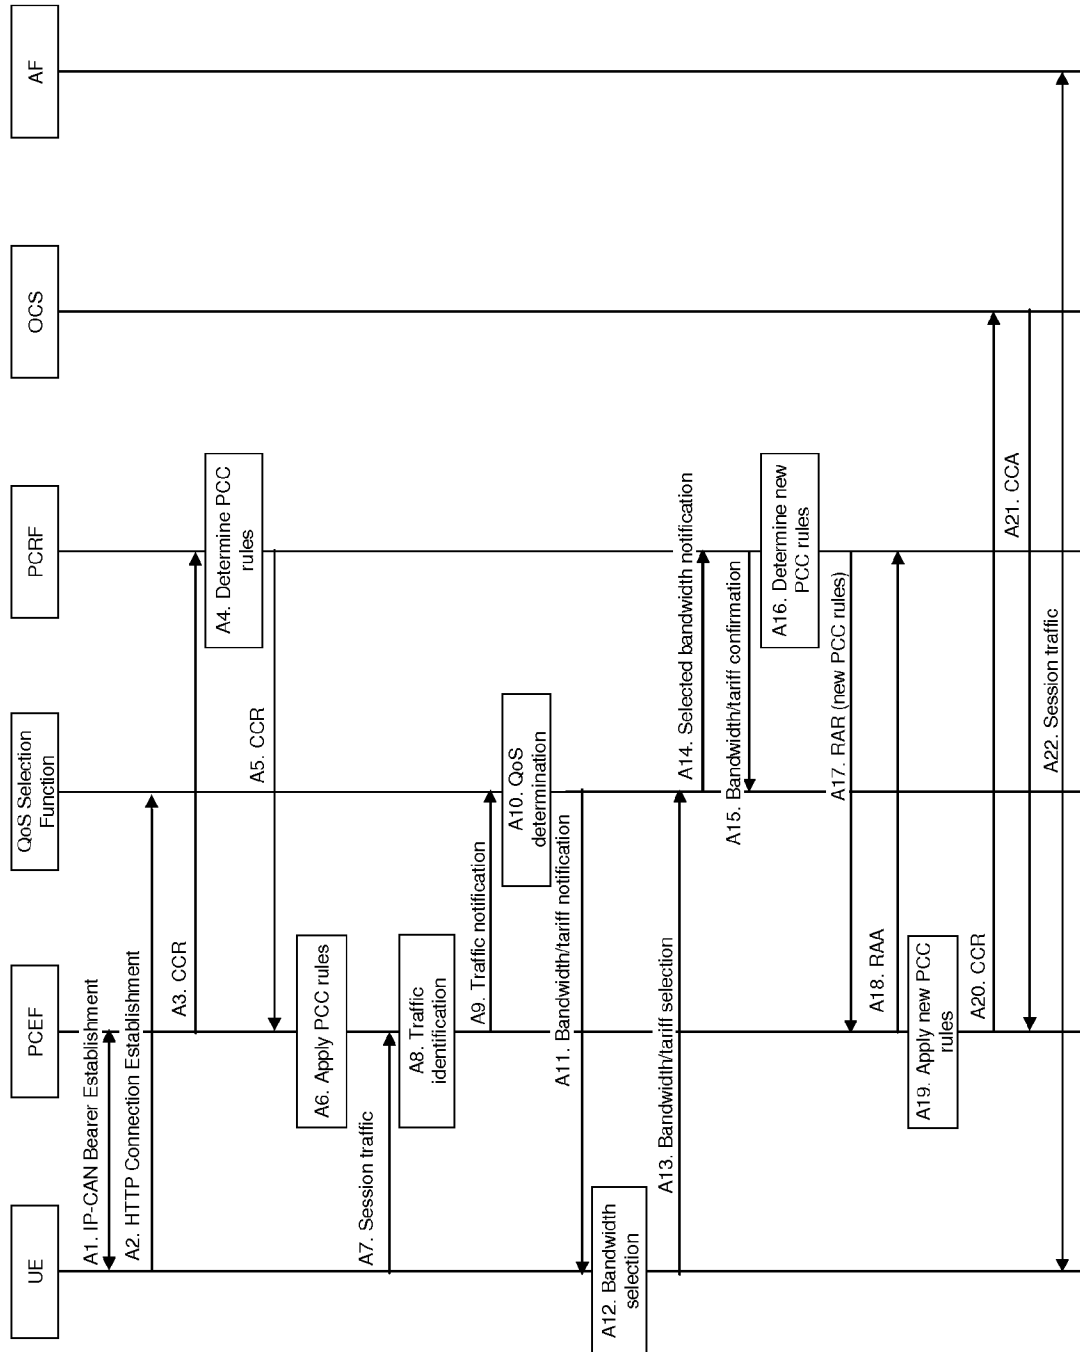 UE
PCEF
QoS Selection
Function
PCRF
OCS
AF
A1. IP-CAN Bearer Establishment
A2. HTTP Connection Establishment
A3. CCR
A4. Determine PCC
rules
A5. CCR
A6. Apply PCC rules
A7. Session traffic
A8. Traffic
identification
A9. Traffic notification
A10. QoS
determination
A11. Bandwidth/tariff notification
A12. Bandwidth
selection
A13. Bandwidth/tariff selection
A14. Selected bandwidth notification
A15. Bandwidth/tariff confirmation
A16. Determine new
PCC rules
A17. RAR (new PCC rules)
A18. RAA
A19. Apply new PCC
rules
A20. CCR
A21. CCA
A22. Session traffic